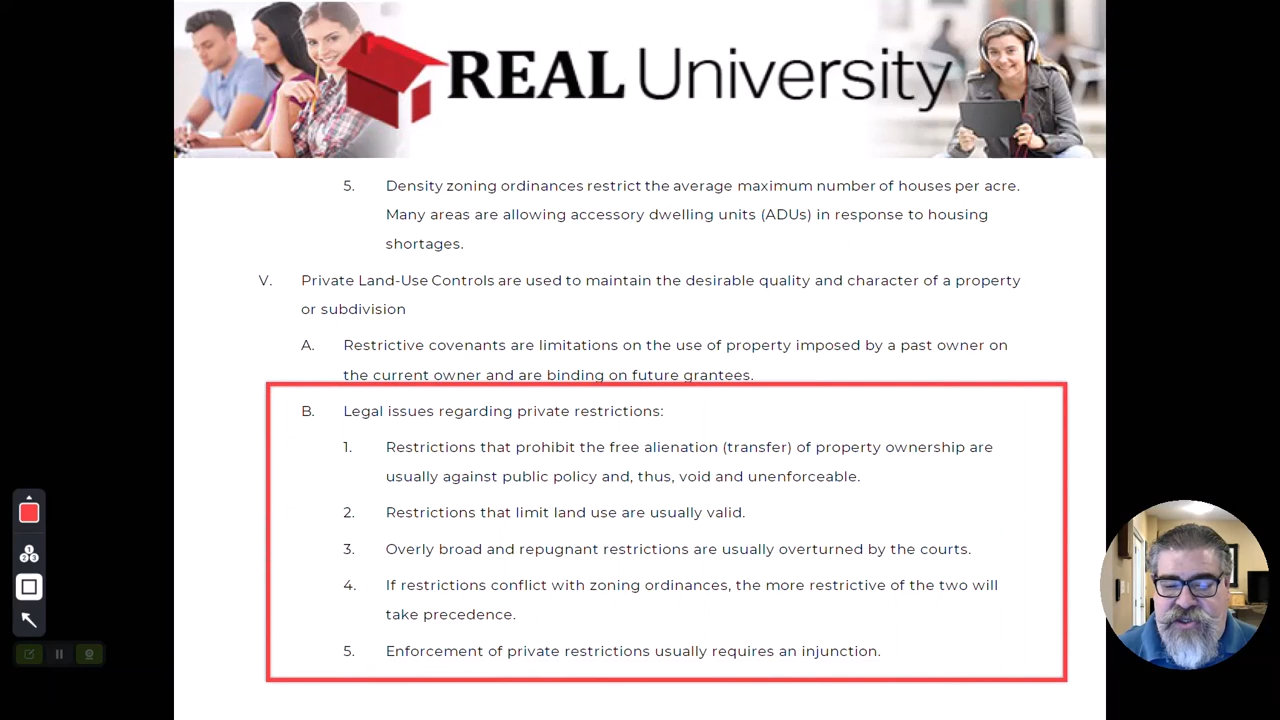 REAL University
5. Density zoning ordinances restrict the average maximum number of houses per acre.
Many areas are allowing accessory dwelling units (ADUs) in response to housing
shortages.
V. Private Land-Use Controls are used to maintain the desirable quality and character of a property
or subdivision
A. Restrictive covenants are limitations on the use of property imposed by a past owner on
the current owner and are binding on future grantees.
B. Legal issues regarding private restrictions:
1. Restrictions that prohibit the free alienation (transfer) of property ownership are
usually against public policy and, thus, void and unenforceable.
2. Restrictions that limit land use are usually valid.
3. Overly broad and repugnant restrictions are usually overturned by the courts.
4. If restrictions conflict with zoning ordinances, the more restrictive of the two will
take precedence.
5. Enforcement of private restrictions usually requires an injunction.